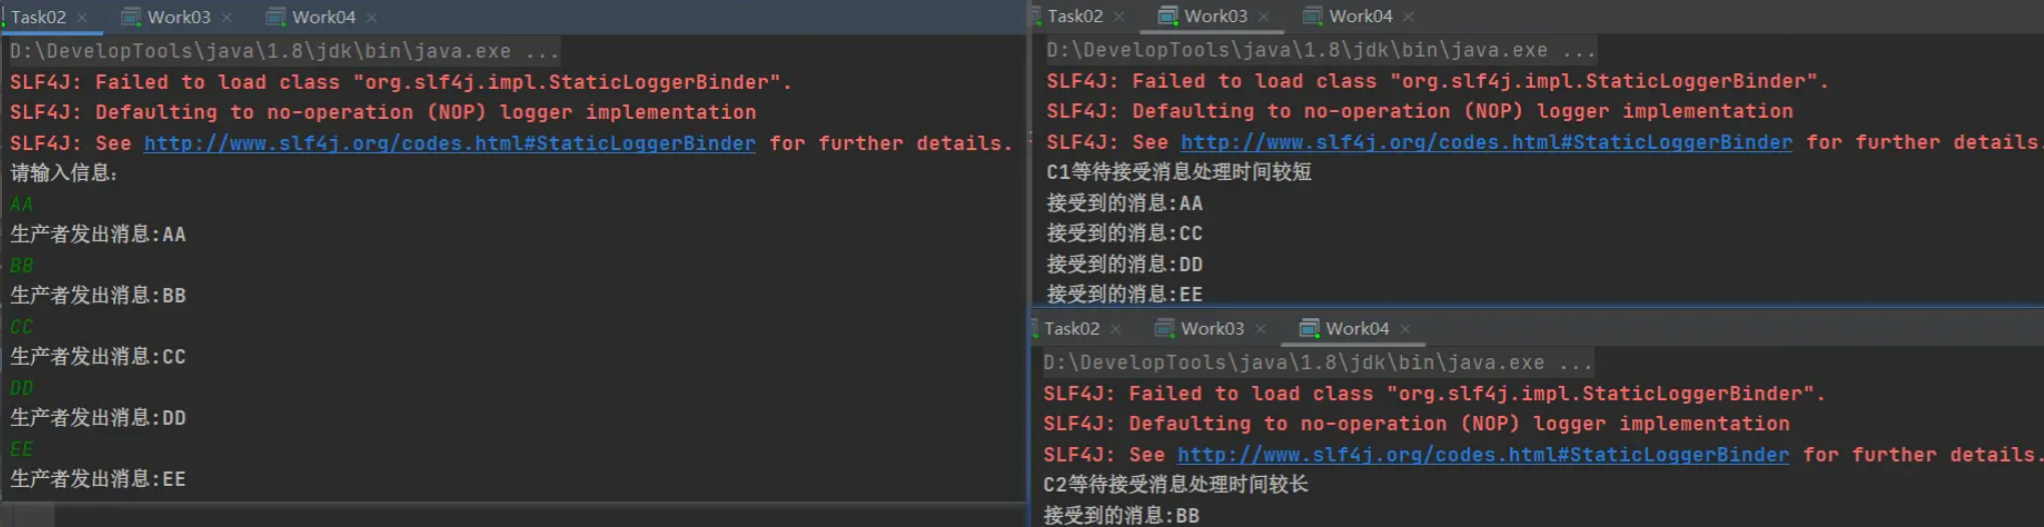 Task02 × Work03 × Work04 ×
D:\DevelopTools\java\1.8\jdk\bin\java.exe ...
SLF4J: Failed to load class "org.slf4j.impl.StaticLoggerBinder".
SLF4J: Defaulting to no-operation (NOP) logger implementation
SLF4J: See http://www.slf4j.org/codes.html#StaticLoggerBinder for further details.
请输入信息:
AA
生产者发出消息:AA
BB
生产者发出消息:BB
CC
生产者发出消息:CC
DD
生产者发出消息:DD
EE
生产者发出消息:EE
Task02 × Work03 × Work04 ×
D:\DevelopTools\java\1.8\jdk\bin\java.exe ...
SLF4J: Failed to load class "org.slf4j.impl.StaticLoggerBinder".
SLF4J: Defaulting to no-operation (NOP) logger implementation
SLF4J: See http://www.slf4j.org/codes.html#StaticLoggerBinder for further details.
C1等待接受消息处理时间较短
接受到的消息:AA
接受到的消息:CC
接受到的消息:DD
接受到的消息:EE
Task02 × Work03 × Work04 ×
D:\DevelopTools\java\1.8\jdk\bin\java.exe ...
SLF4J: Failed to load class "org.slf4j.impl.StaticLoggerBinder".
SLF4J: Defaulting to no-operation (NOP) logger implementation
SLF4J: See http://www.slf4j.org/codes.html#StaticLoggerBinder for further details.
C2等待接受消息处理时间较长
接受到的消息:BB